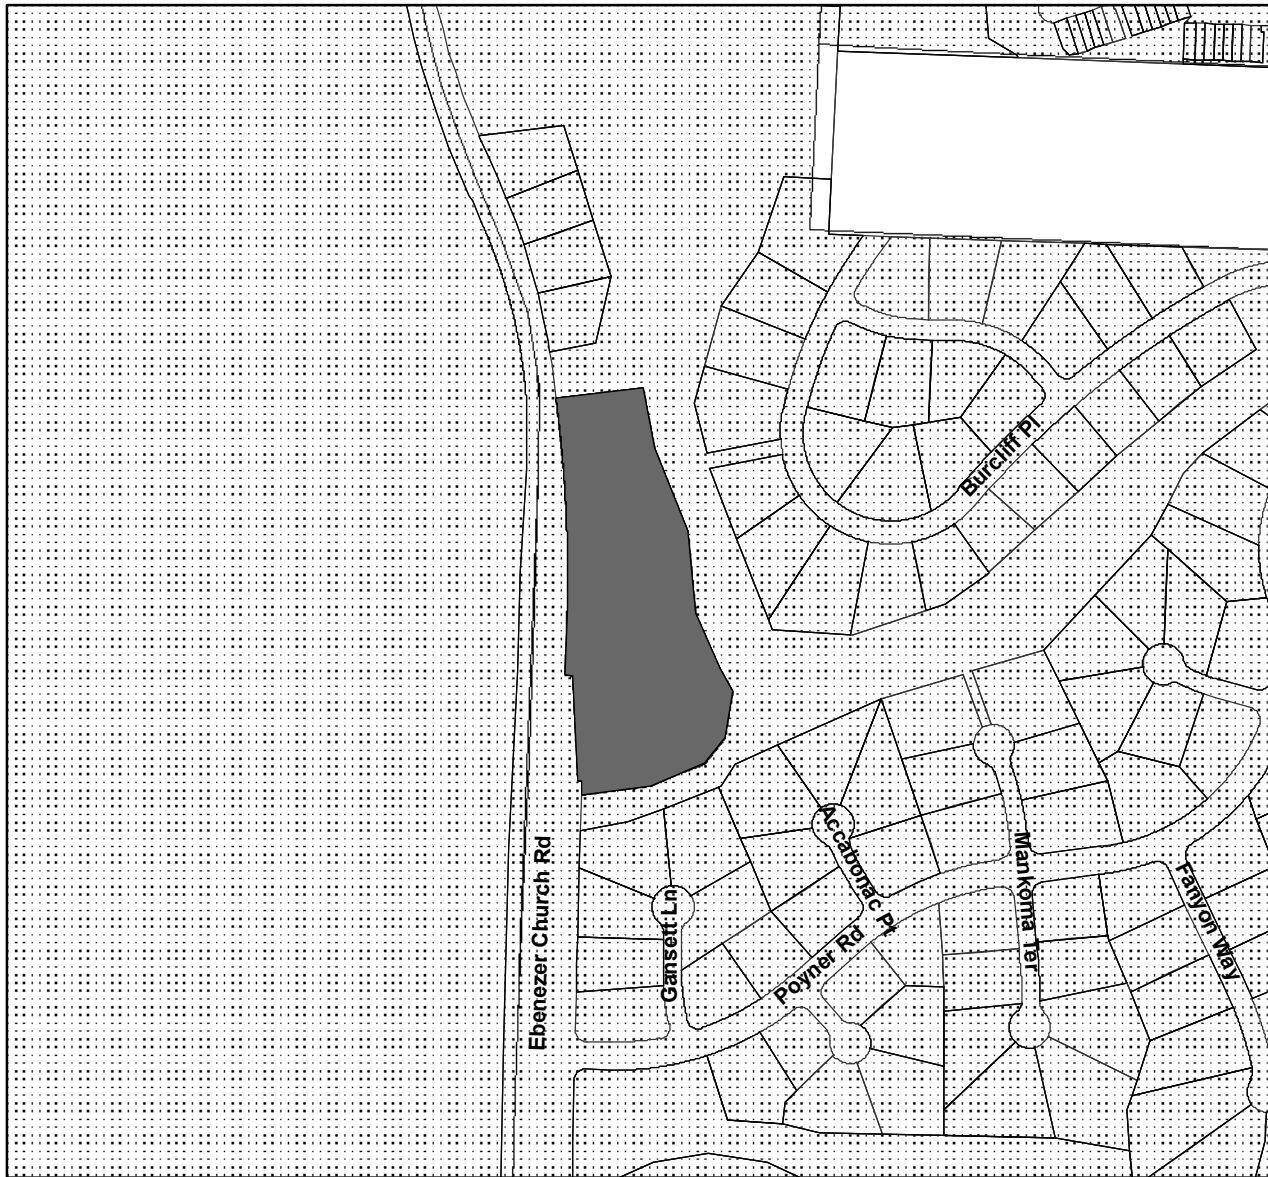 Burcliff Pl
Accabonac Pt
Mankoma Ter
Fanyon Way
Ebenezer Church Rd
Gansett Ln
Poyner Rd